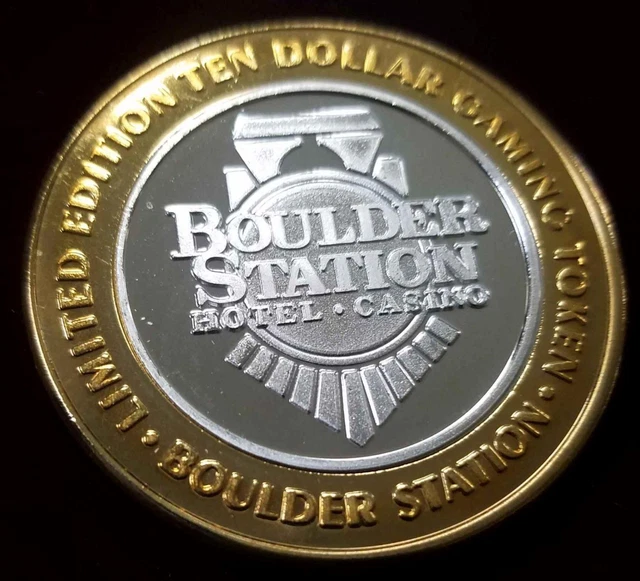 LIMITED EDITION TEN DOLLAR GAMING TOKEN
• BOULDER STATION •
BOULDER
STATION
HOTEL • CASINO